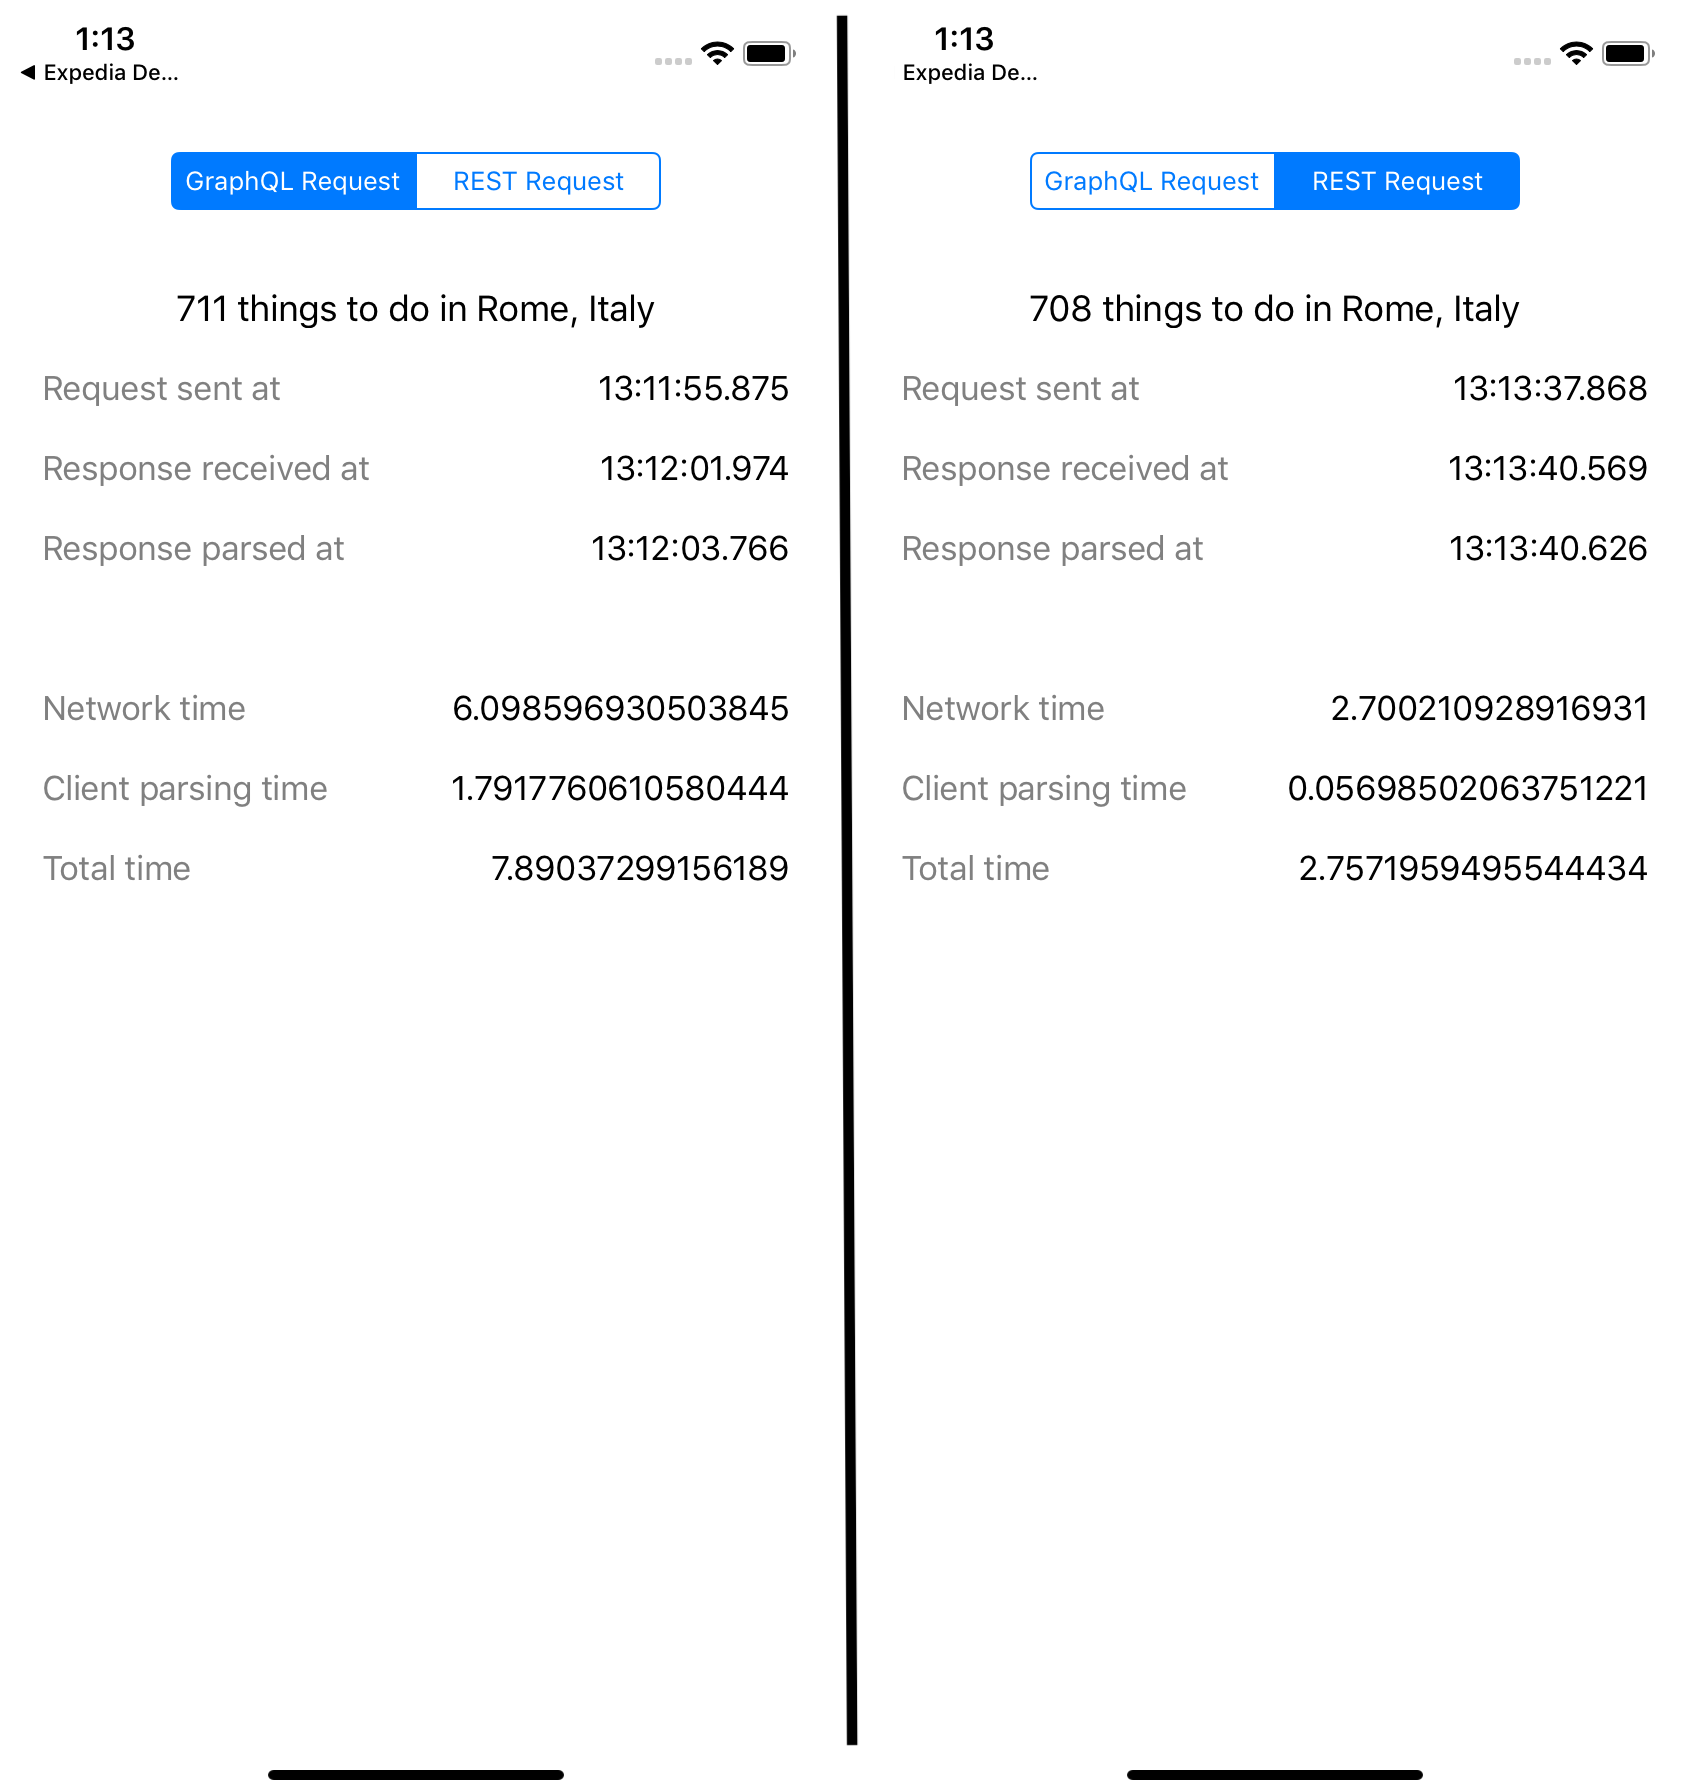 1:13
◀ Expedia De...
GraphQL Request REST Request
711 things to do in Rome, Italy
Request sent at 13:11:55.875
Response received at 13:12:01.974
Response parsed at 13:12:03.766
Network time 6.098596930503845
Client parsing time 1.7917760610580444
Total time 7.89037299156189
1:13
Expedia De...
GraphQL Request REST Request
708 things to do in Rome, Italy
Request sent at 13:13:37.868
Response received at 13:13:40.569
Response parsed at 13:13:40.626
Network time 2.700210928916931
Client parsing time 0.05698502063751221
Total time 2.7571959495544434